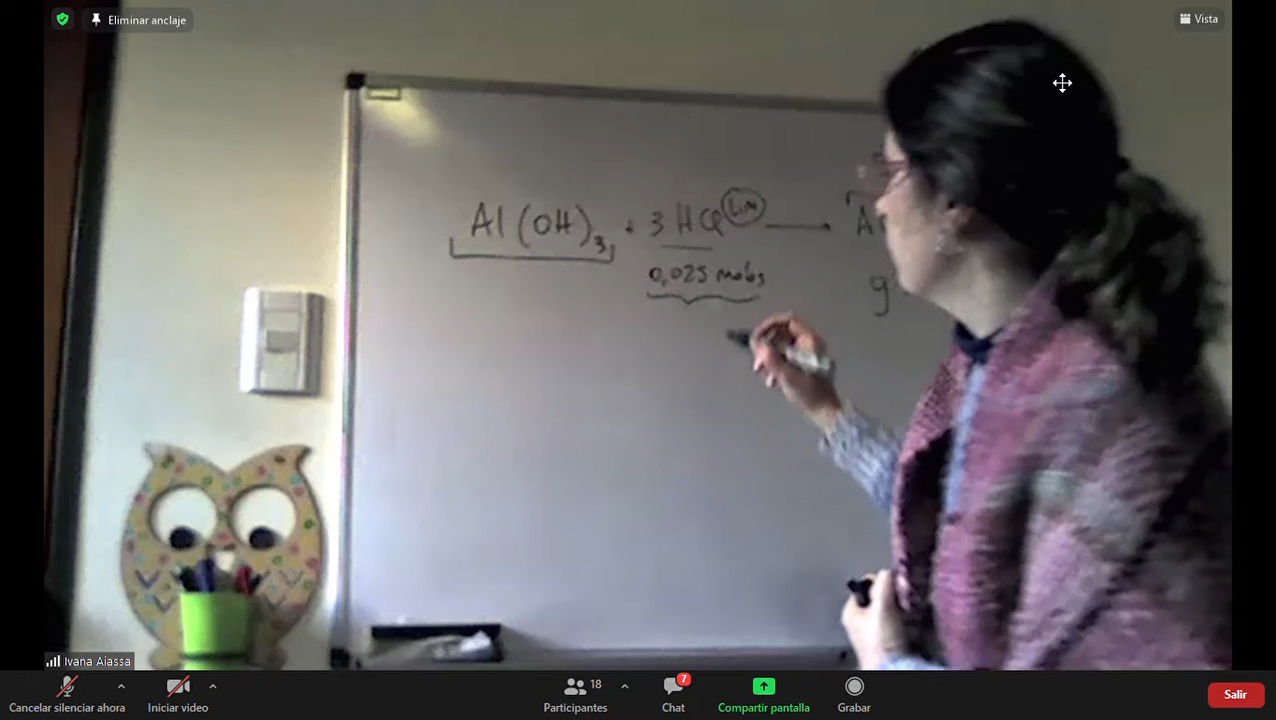 Eliminar anclaje
Vista
Al(OH)₃ + 3 HCl Lim → A
0,025 moles
g
Ivana Aiassa
Cancelar silenciar ahora
Iniciar video
18
Participantes
7
Chat
Compartir pantalla
Grabar
Salir